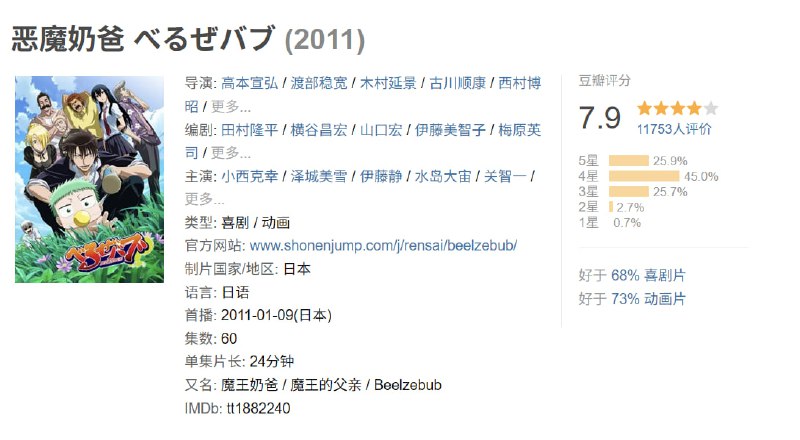 恶魔奶爸 べるぜバブ (2011)
导演: 高本宣弘 / 渡部稳宽 / 木村延景 / 古川顺康 / 西村博
昭 / 更多...
编剧: 田村隆平 / 横谷昌宏 / 山口宏 / 伊藤美智子 / 梅原英
司 / 更多...
主演: 小西克幸 / 泽城美雪 / 伊藤静 / 水岛大宙 / 关智一 /
更多...
类型: 喜剧 / 动画
官方网站: www.shonenjump.com/j/rensai/beelzebub/
制片国家/地区: 日本
语言: 日语
首播: 2011-01-09(日本)
集数: 60
单集片长: 24分钟
又名: 魔王奶爸 / 魔王的父亲 / Beelzebub
IMDb: tt1882240
べるぜバブ
豆瓣评分
7.9
11753人评价
5星 25.9%
4星 45.0%
3星 25.7%
2星 2.7%
1星 0.7%
好于 68% 喜剧片
好于 73% 动画片